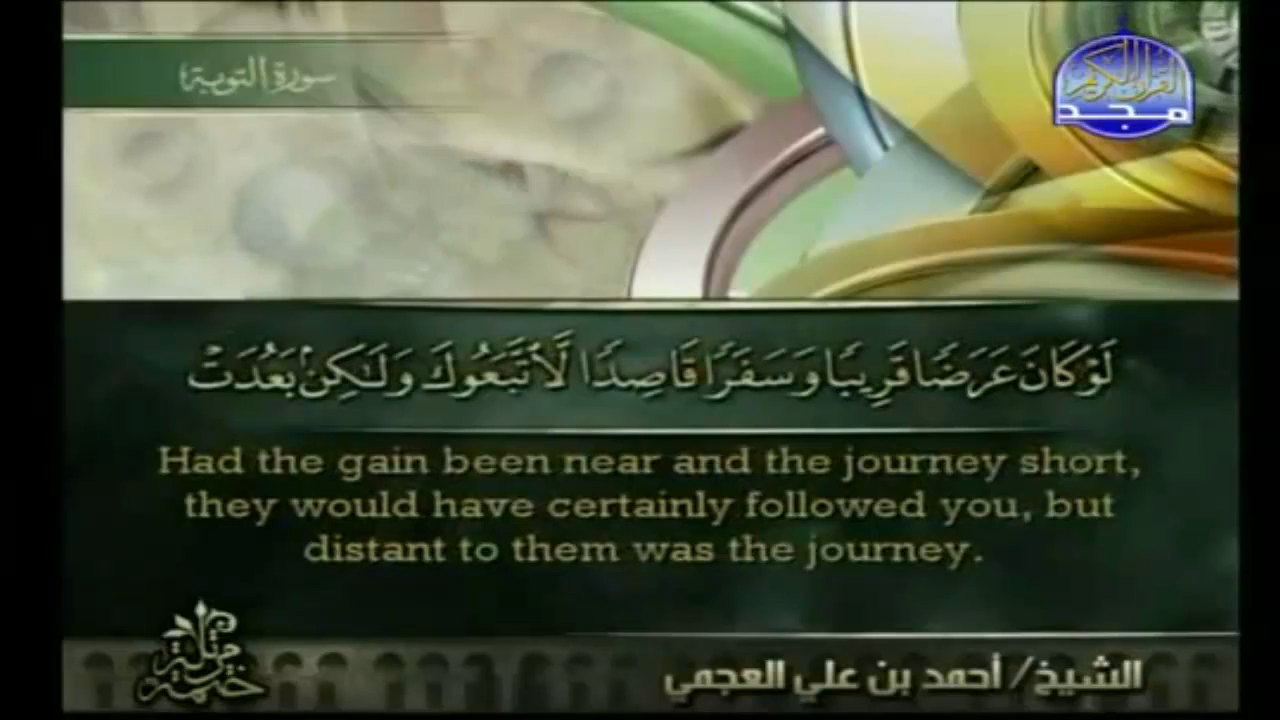 سورة التوبة
القرآن الكريم
مجد
لَوْ كَانَ عَرَضًا قَرِيبًا وَسَفَرًا قَاصِدًا لَّاتَّبَعُوكَ وَلَٰكِنۢ بَعُدَتْ
Had the gain been near and the journey short,
they would have certainly followed you, but
distant to them was the journey.
ختمة مرتلة
الشيخ/ أحمد بن علي العجمي